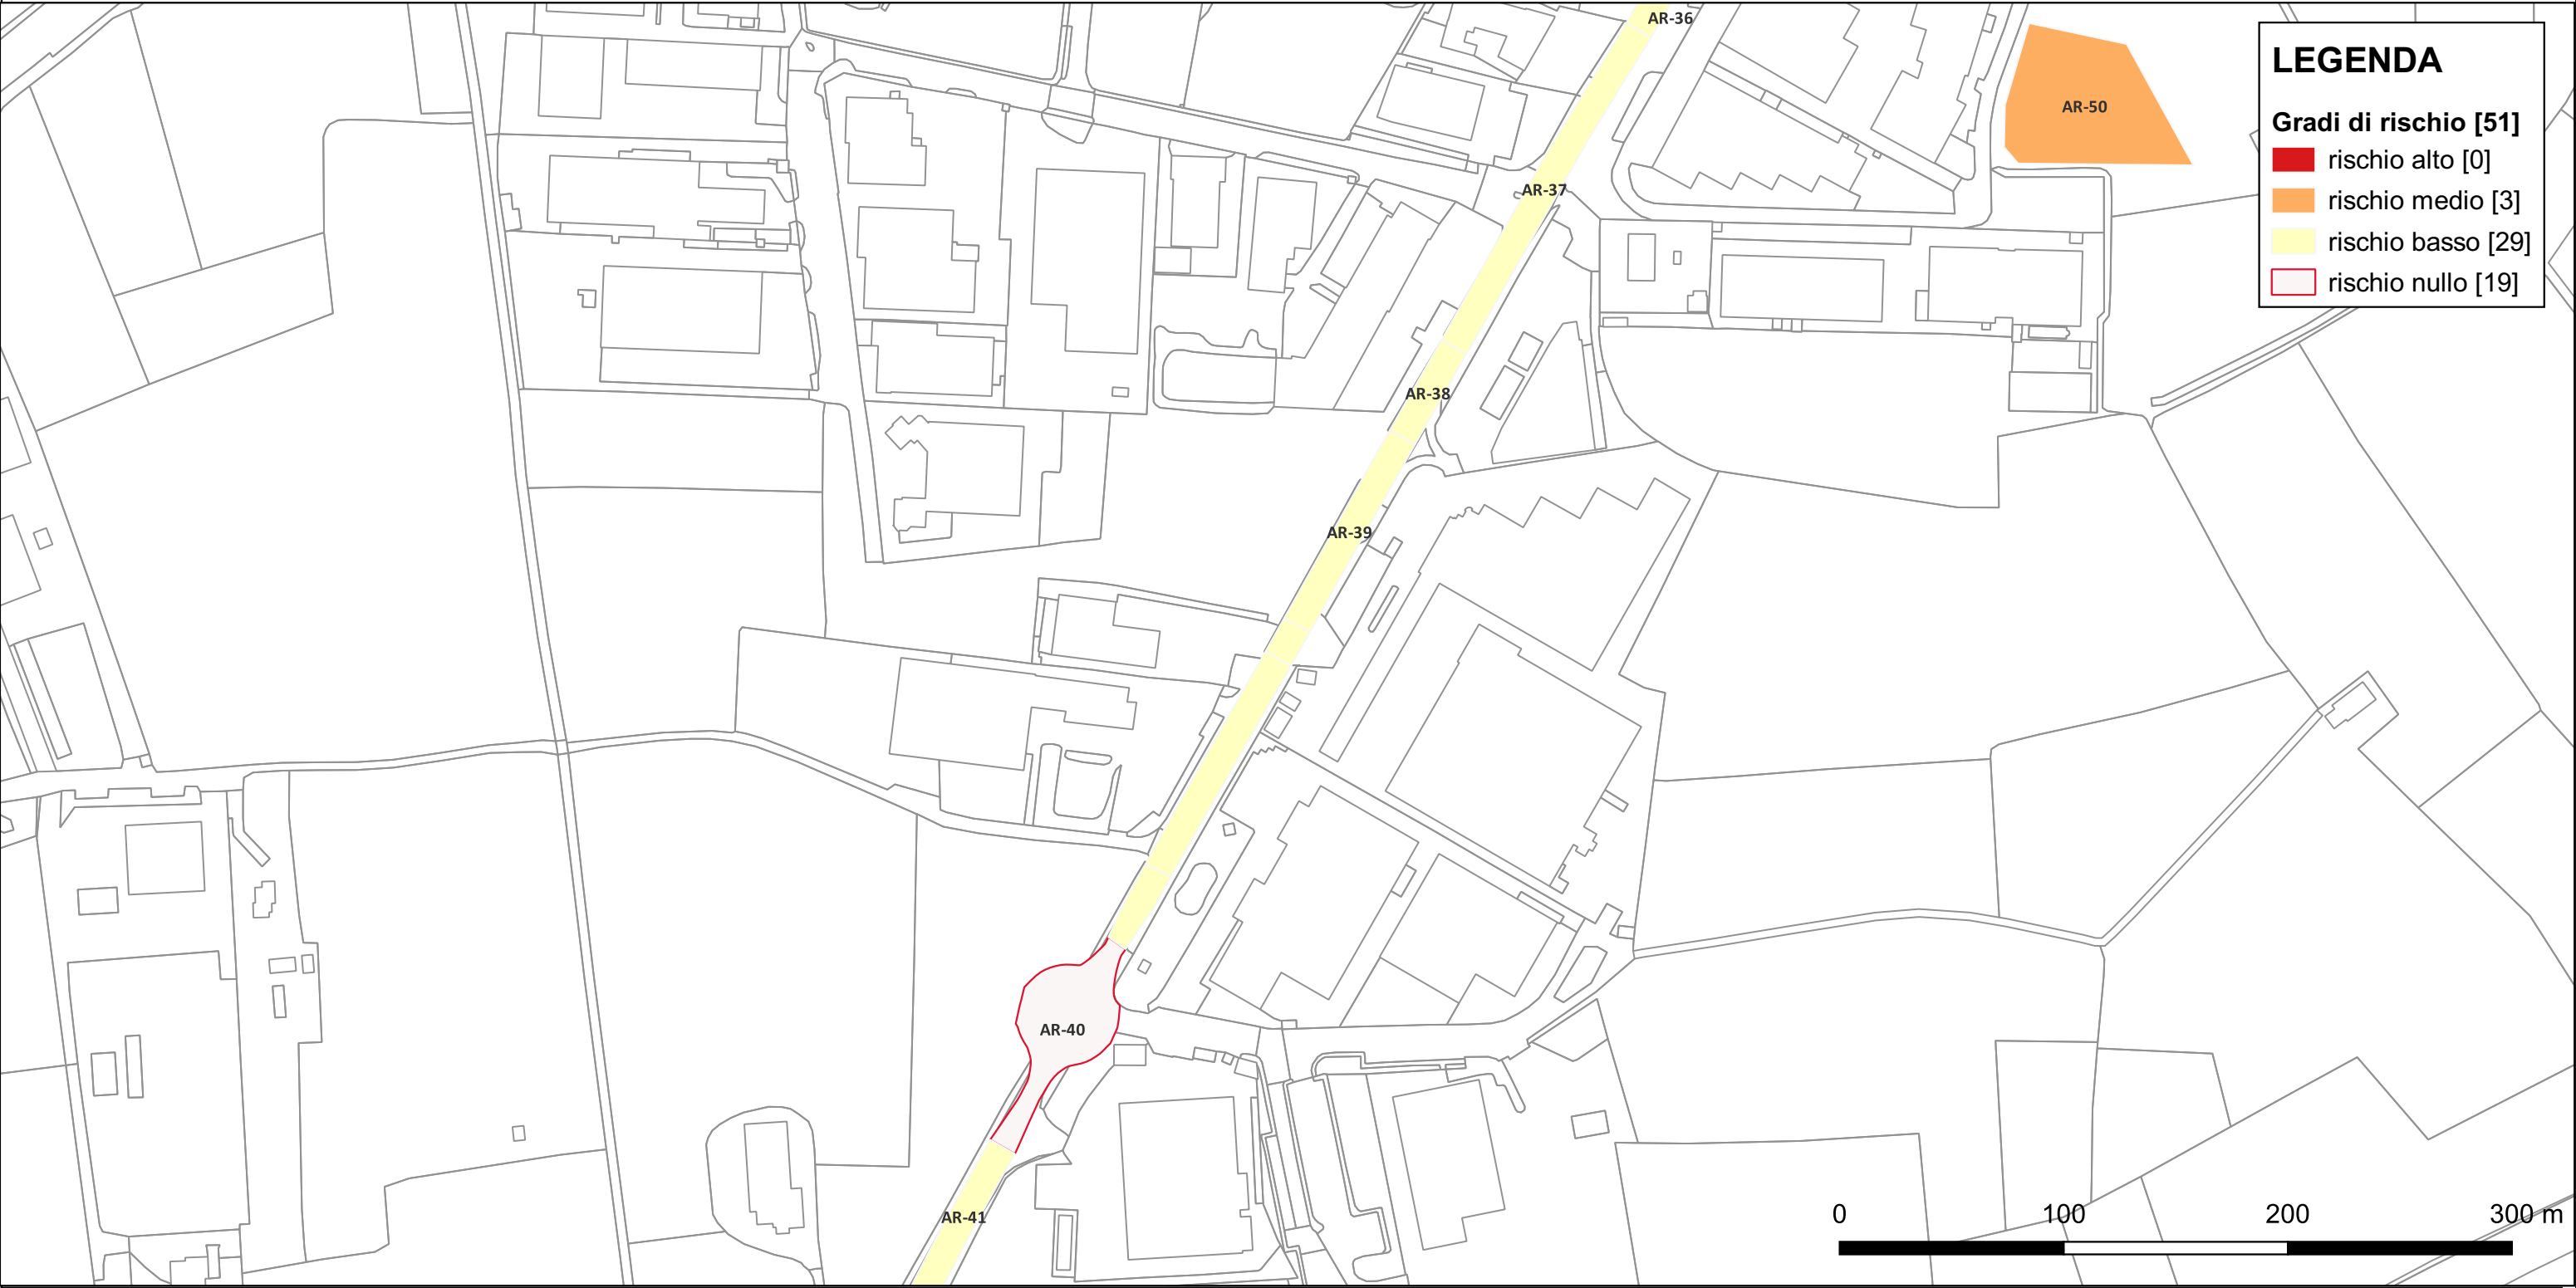 AR-36
LEGENDA
Gradi di rischio [51]
rischio alto [0]
rischio medio [3]
rischio basso [29]
rischio nullo [19]
AR-50
AR-37
AR-38
AR-39
AR-40
AR-41
0 100 200 300 m